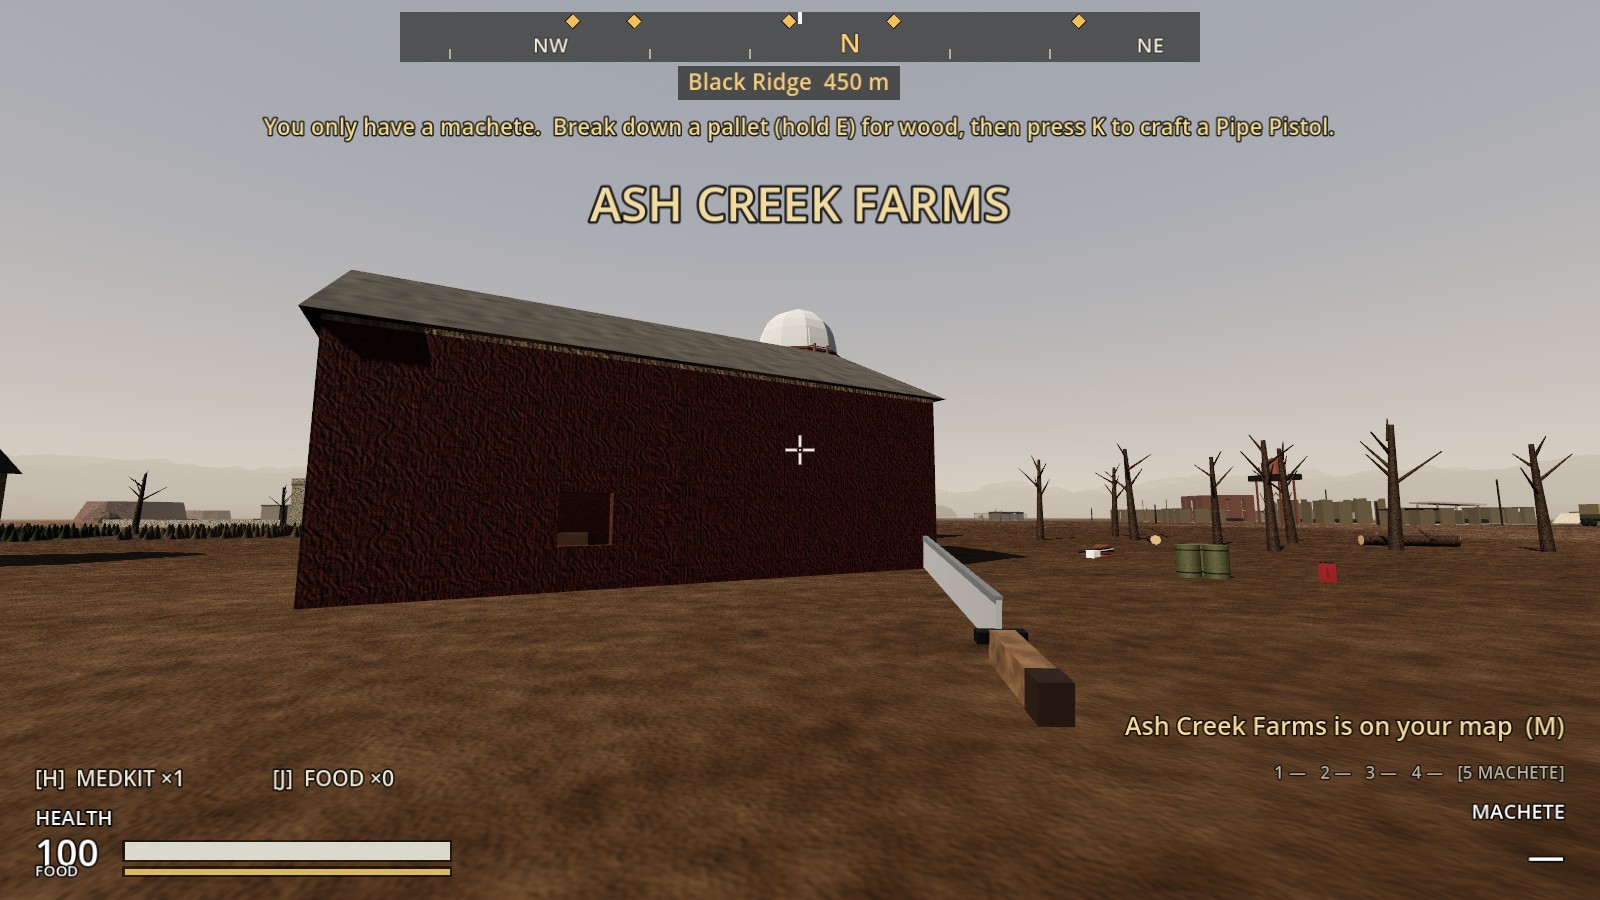 NW N NE
Black Ridge 450 m
You only have a machete. Break down a pallet (hold E) for wood, then press K to craft a Pipe Pistol.
ASH CREEK FARMS
Ash Creek Farms is on your map (M)
[H] MEDKIT ×1 [J] FOOD ×0
1 — 2 — 3 — 4 — [5 MACHETE]
HEALTH
MACHETE
100
FOOD
—